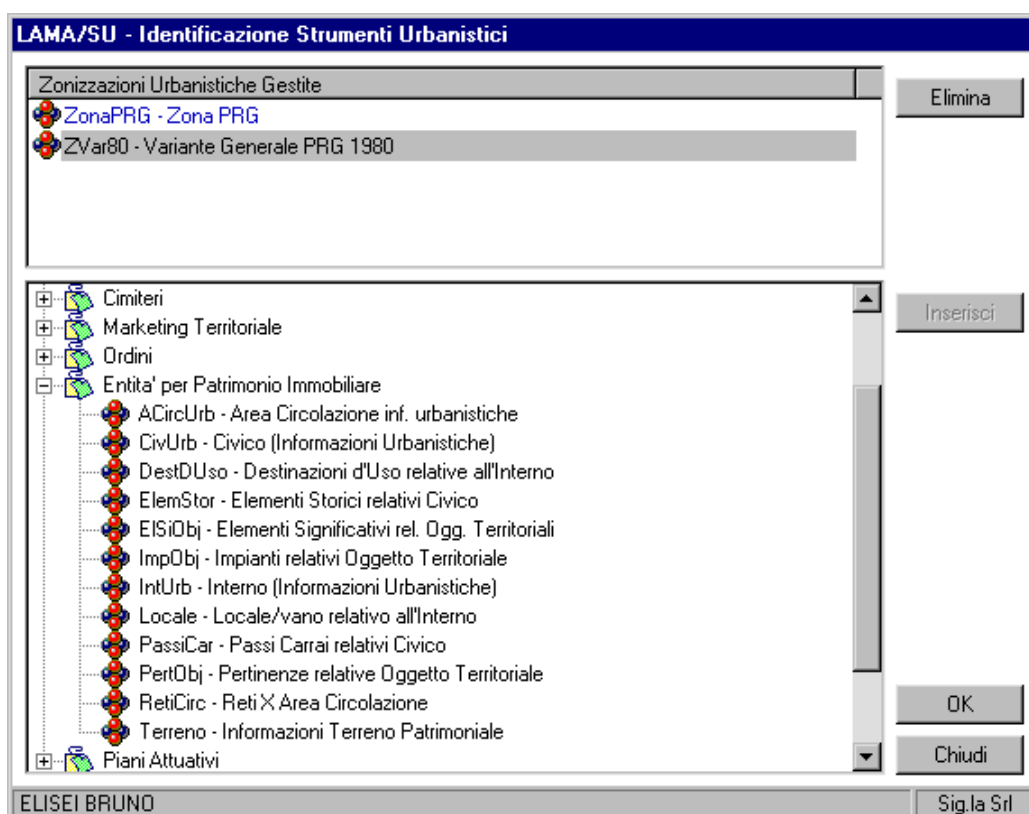 LAMA/SU - Identificazione Strumenti Urbanistici
Zonizzazioni Urbanistiche Gestite
Elimina
ZonaPRG - Zona PRG
ZVar80 - Variante Generale PRG 1980
Cimiteri
Inserisci
Marketing Territoriale
Ordini
Entita' per Patrimonio Immobiliare
ACircUrb - Area Circolazione inf. urbanistiche
CivUrb - Civico (Informazioni Urbanistiche)
DestDUso - Destinazioni d'Uso relative all'Interno
ElemStor - Elementi Storici relativi Civico
ElSiObj - Elementi Significativi rel. Ogg. Territoriali
ImpObj - Impianti relativi Oggetto Territoriale
IntUrb - Interno (Informazioni Urbanistiche)
Locale - Locale/vano relativo all'Interno
PassiCar - Passi Carrai relativi Civico
PertObj - Pertinenze relative Oggetto Territoriale
RetiCirc - Reti X Area Circolazione
OK
Terreno - Informazioni Terreno Patrimoniale
Piani Attuativi
Chiudi
ELISEI BRUNO
Sig.la Srl